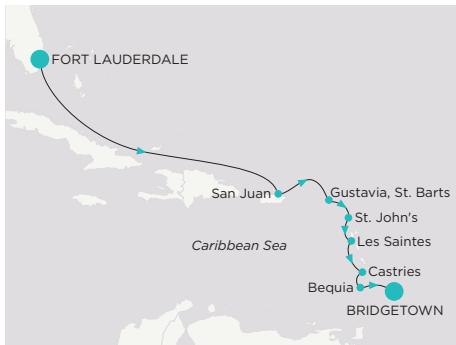 FORT LAUDERDALE
San Juan
Gustavia, St. Barts
St. John's
Caribbean Sea
Les Saintes
Castries
Bequia
BRIDGETOWN